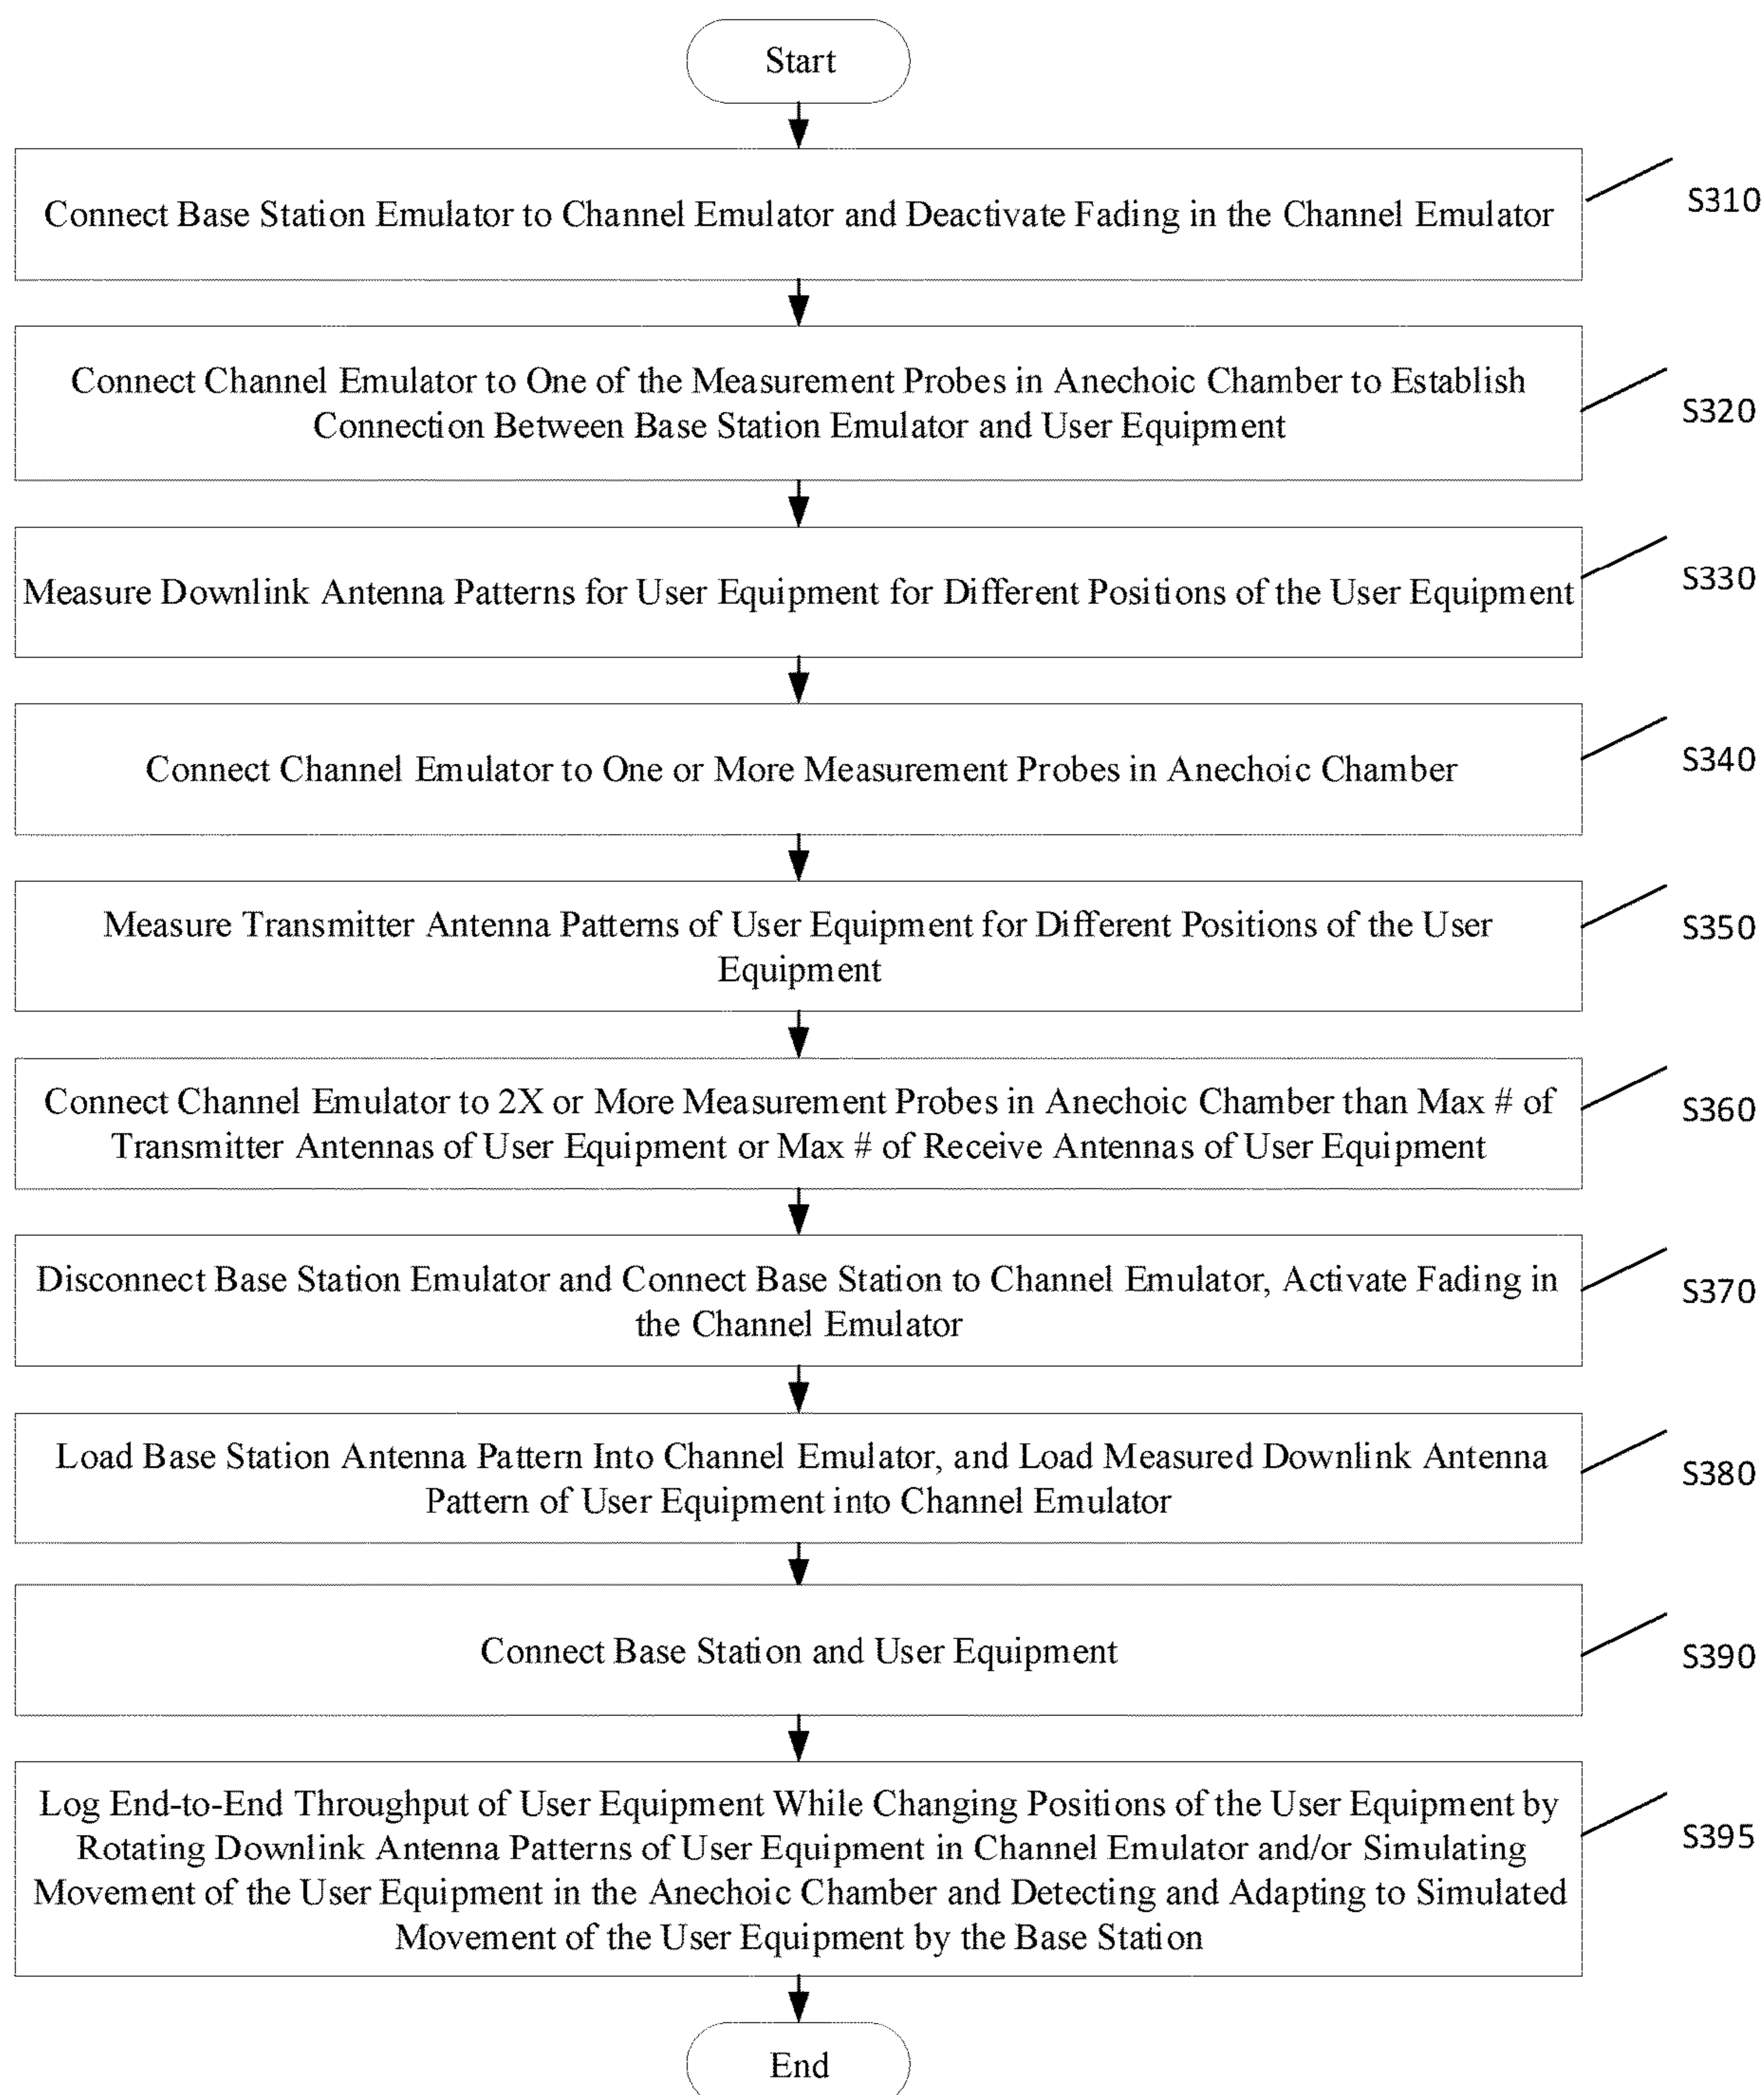 Start
Connect Base Station Emulator to Channel Emulator and Deactivate Fading in the Channel Emulator
S310
Connect Channel Emulator to One of the Measurement Probes in Anechoic Chamber to Establish
Connection Between Base Station Emulator and User Equipment
S320
Measure Downlink Antenna Patterns for User Equipment for Different Positions of the User Equipment
S330
Connect Channel Emulator to One or More Measurement Probes in Anechoic Chamber
S340
Measure Transmitter Antenna Patterns of User Equipment for Different Positions of the User
Equipment
S350
Connect Channel Emulator to 2X or More Measurement Probes in Anechoic Chamber than Max # of
Transmitter Antennas of User Equipment or Max # of Receive Antennas of User Equipment
S360
Disconnect Base Station Emulator and Connect Base Station to Channel Emulator, Activate Fading in
the Channel Emulator
S370
Load Base Station Antenna Pattern Into Channel Emulator, and Load Measured Downlink Antenna
Pattern of User Equipment into Channel Emulator
S380
Connect Base Station and User Equipment
S390
Log End-to-End Throughput of User Equipment While Changing Positions of the User Equipment by
Rotating Downlink Antenna Patterns of User Equipment in Channel Emulator and/or Simulating
Movement of the User Equipment in the Anechoic Chamber and Detecting and Adapting to Simulated
Movement of the User Equipment by the Base Station
S395
End